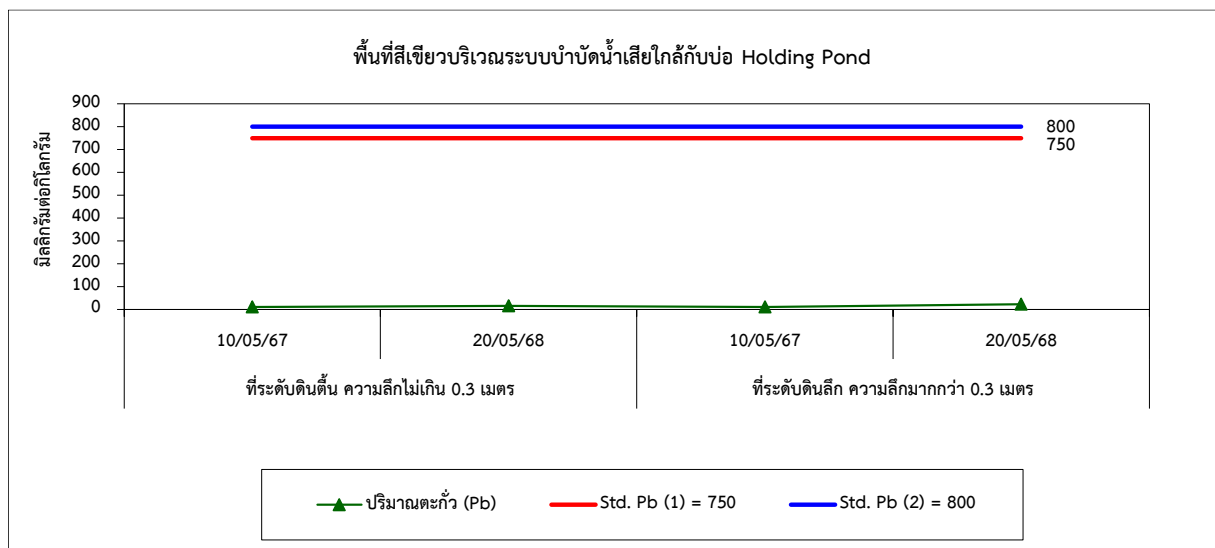 พื้นที่สีเขียวบริเวณระบบบำบัดน้ำเสียใกล้กับบ่อ Holding Pond
มิลลิกรัมต่อกิโลกรัม
900
800
700
600
500
400
300
200
100
0
800
750
10/05/67 20/05/68 10/05/67 20/05/68
ที่ระดับดินตื้น ความลึกไม่เกิน 0.3 เมตร ที่ระดับดินลึก ความลึกมากกว่า 0.3 เมตร
ปริมาณตะกั่ว (Pb) Std. Pb (1) = 750 Std. Pb (2) = 800